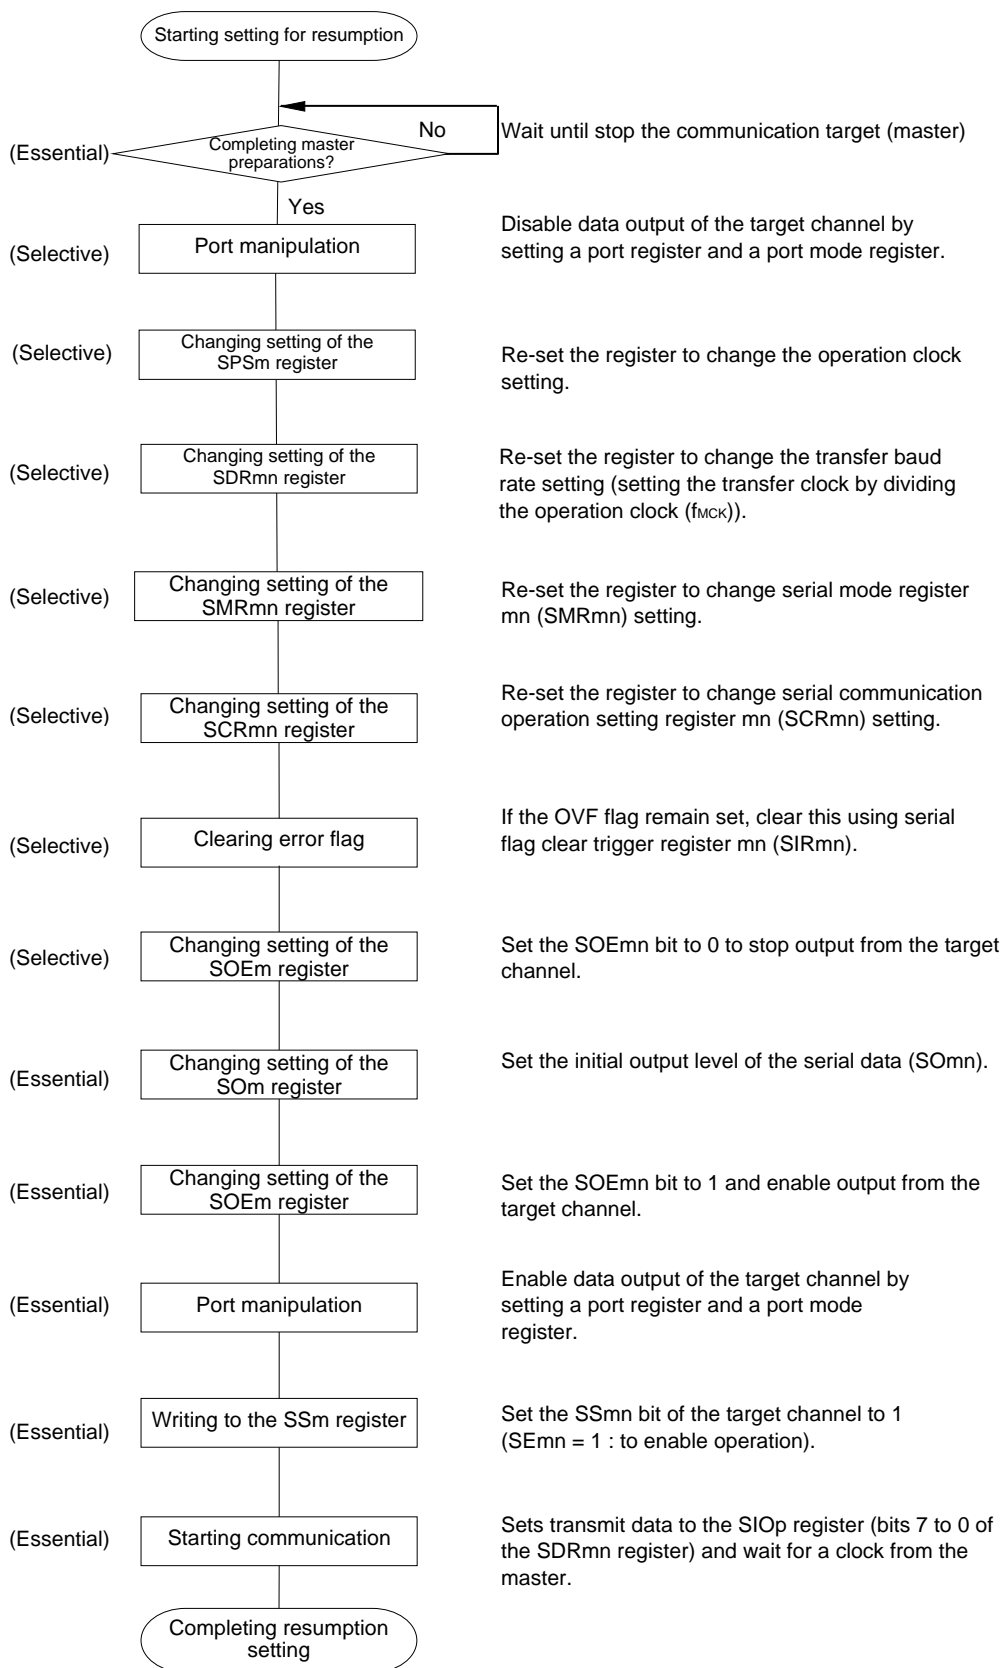 Starting setting for resumption
(Essential)
Completing master
preparations?
No
Wait until stop the communication target (master)
Yes
(Selective)
Port manipulation
Disable data output of the target channel by
setting a port register and a port mode register.
(Selective)
Changing setting of the
SPSm register
Re-set the register to change the operation clock
setting.
(Selective)
Changing setting of the
SDRmn register
Re-set the register to change the transfer baud
rate setting (setting the transfer clock by dividing
the operation clock (fMCK)).
(Selective)
Changing setting of the
SMRmn register
Re-set the register to change serial mode register
mn (SMRmn) setting.
(Selective)
Changing setting of the
SCRmn register
Re-set the register to change serial communication
operation setting register mn (SCRmn) setting.
(Selective)
Clearing error flag
If the OVF flag remain set, clear this using serial
flag clear trigger register mn (SIRmn).
(Selective)
Changing setting of the
SOEm register
Set the SOEmn bit to 0 to stop output from the target
channel.
(Essential)
Changing setting of the
SOm register
Set the initial output level of the serial data (SOmn).
(Essential)
Changing setting of the
SOEm register
Set the SOEmn bit to 1 and enable output from the
target channel.
(Essential)
Port manipulation
Enable data output of the target channel by
setting a port register and a port mode
register.
(Essential)
Writing to the SSm register
Set the SSmn bit of the target channel to 1
(SEmn = 1 : to enable operation).
(Essential)
Starting communication
Sets transmit data to the SIOp register (bits 7 to 0 of
the SDRmn register) and wait for a clock from the
master.
Completing resumption
setting